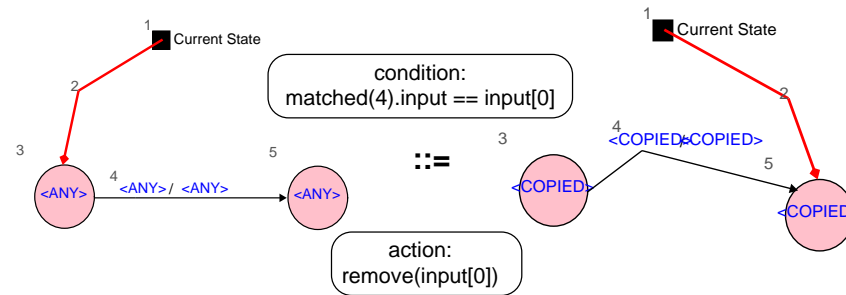 1
Current State
2
condition:
matched(4).input == input[0]
3
<ANY>
4
<ANY> / <ANY>
5
<ANY>
::=
1
Current State
2
3
<COPIED>
4
<COPIED>/<COPIED>
5
<COPIED
action:
remove(input[0])